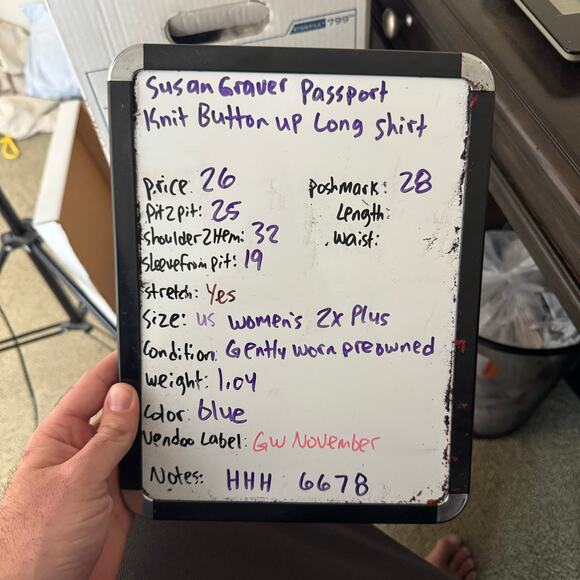 799
Susan Graver Passport
Knit Button up Long Shirt
price: 26
poshmark: 28
pit2pit: 25
Length:
shoulder2Hem: 32
waist:
sleevefrompit: 19
stretch: Yes
Size: US women's 2x Plus
Condition: Gently worn preowned
weight: 1.04
Color: blue
Vendoo Label: GW November
Notes: HHH 6678